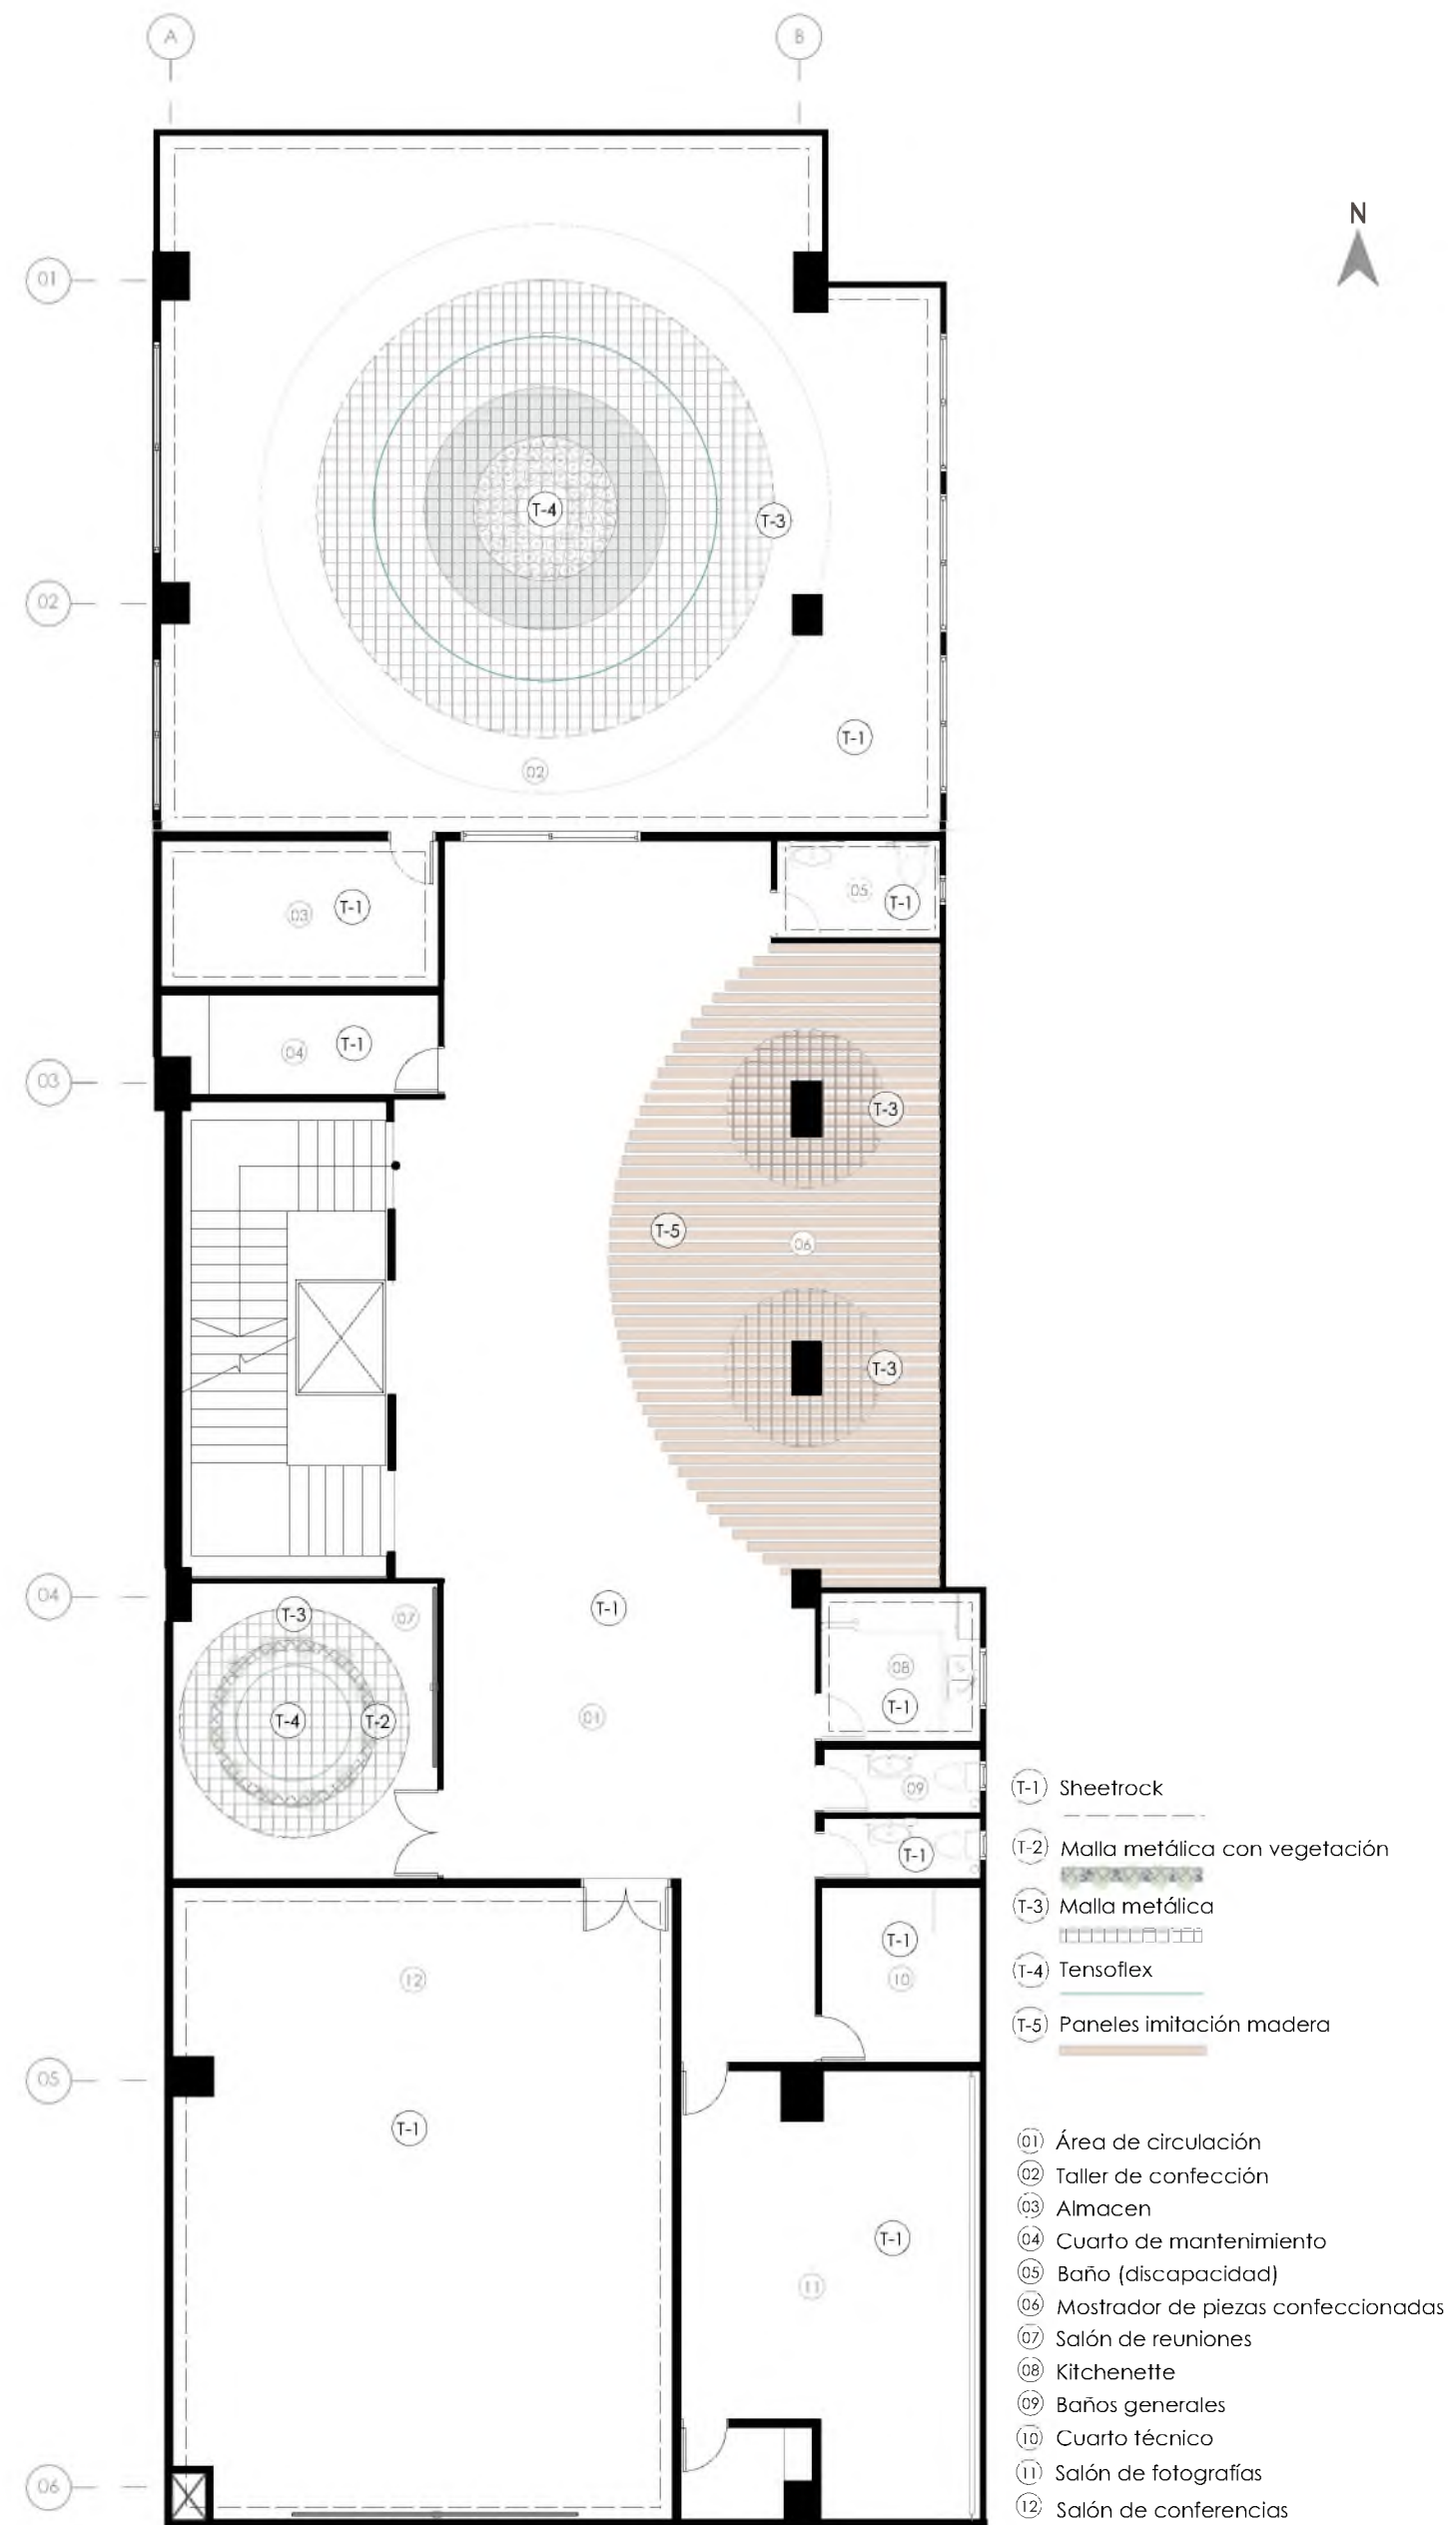 A
B
N
01
T-4
T-3
02
T-1
02
03
T-1
05
T-1
04
T-1
03
T-3
T-5
06
T-3
04
T-3
07
T-1
08
T-4
T-2
01
T-1
09
T-1
T-1
12
10
05
T-1
T-1
11
06
T-1 Sheetrock
T-2 Malla metálica con vegetación
T-3 Malla metálica
T-4 Tensoflex
T-5 Paneles imitación madera
01 Área de circulación
02 Taller de confección
03 Almacen
04 Cuarto de mantenimiento
05 Baño (discapacidad)
06 Mostrador de piezas confeccionadas
07 Salón de reuniones
08 Kitchenette
09 Baños generales
10 Cuarto técnico
11 Salón de fotografías
12 Salón de conferencias